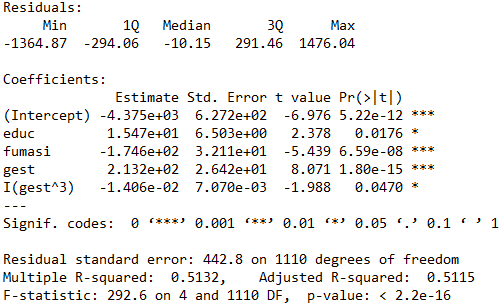 Residuals:
     Min       1Q   Median       3Q      Max
-1364.87  -294.06   -10.15   291.46  1476.04

Coefficients:
              Estimate Std. Error t value Pr(>|t|)
(Intercept) -4.375e+03  6.272e+02  -6.976 5.22e-12 ***
educ         1.547e+01  6.503e+00   2.378   0.0176 *
fumasi      -1.746e+02  3.211e+01  -5.439 6.59e-08 ***
gest         2.132e+02  2.642e+01   8.071 1.80e-15 ***
I(gest^3)   -1.406e-02  7.070e-03  -1.988   0.0470 *
---
Signif. codes:  0 ‘***’ 0.001 ‘**’ 0.01 ‘*’ 0.05 ‘.’ 0.1 ‘ ’ 1

Residual standard error: 442.8 on 1110 degrees of freedom
Multiple R-squared:  0.5132,    Adjusted R-squared:  0.5115
F-statistic: 292.6 on 4 and 1110 DF,  p-value: < 2.2e-16